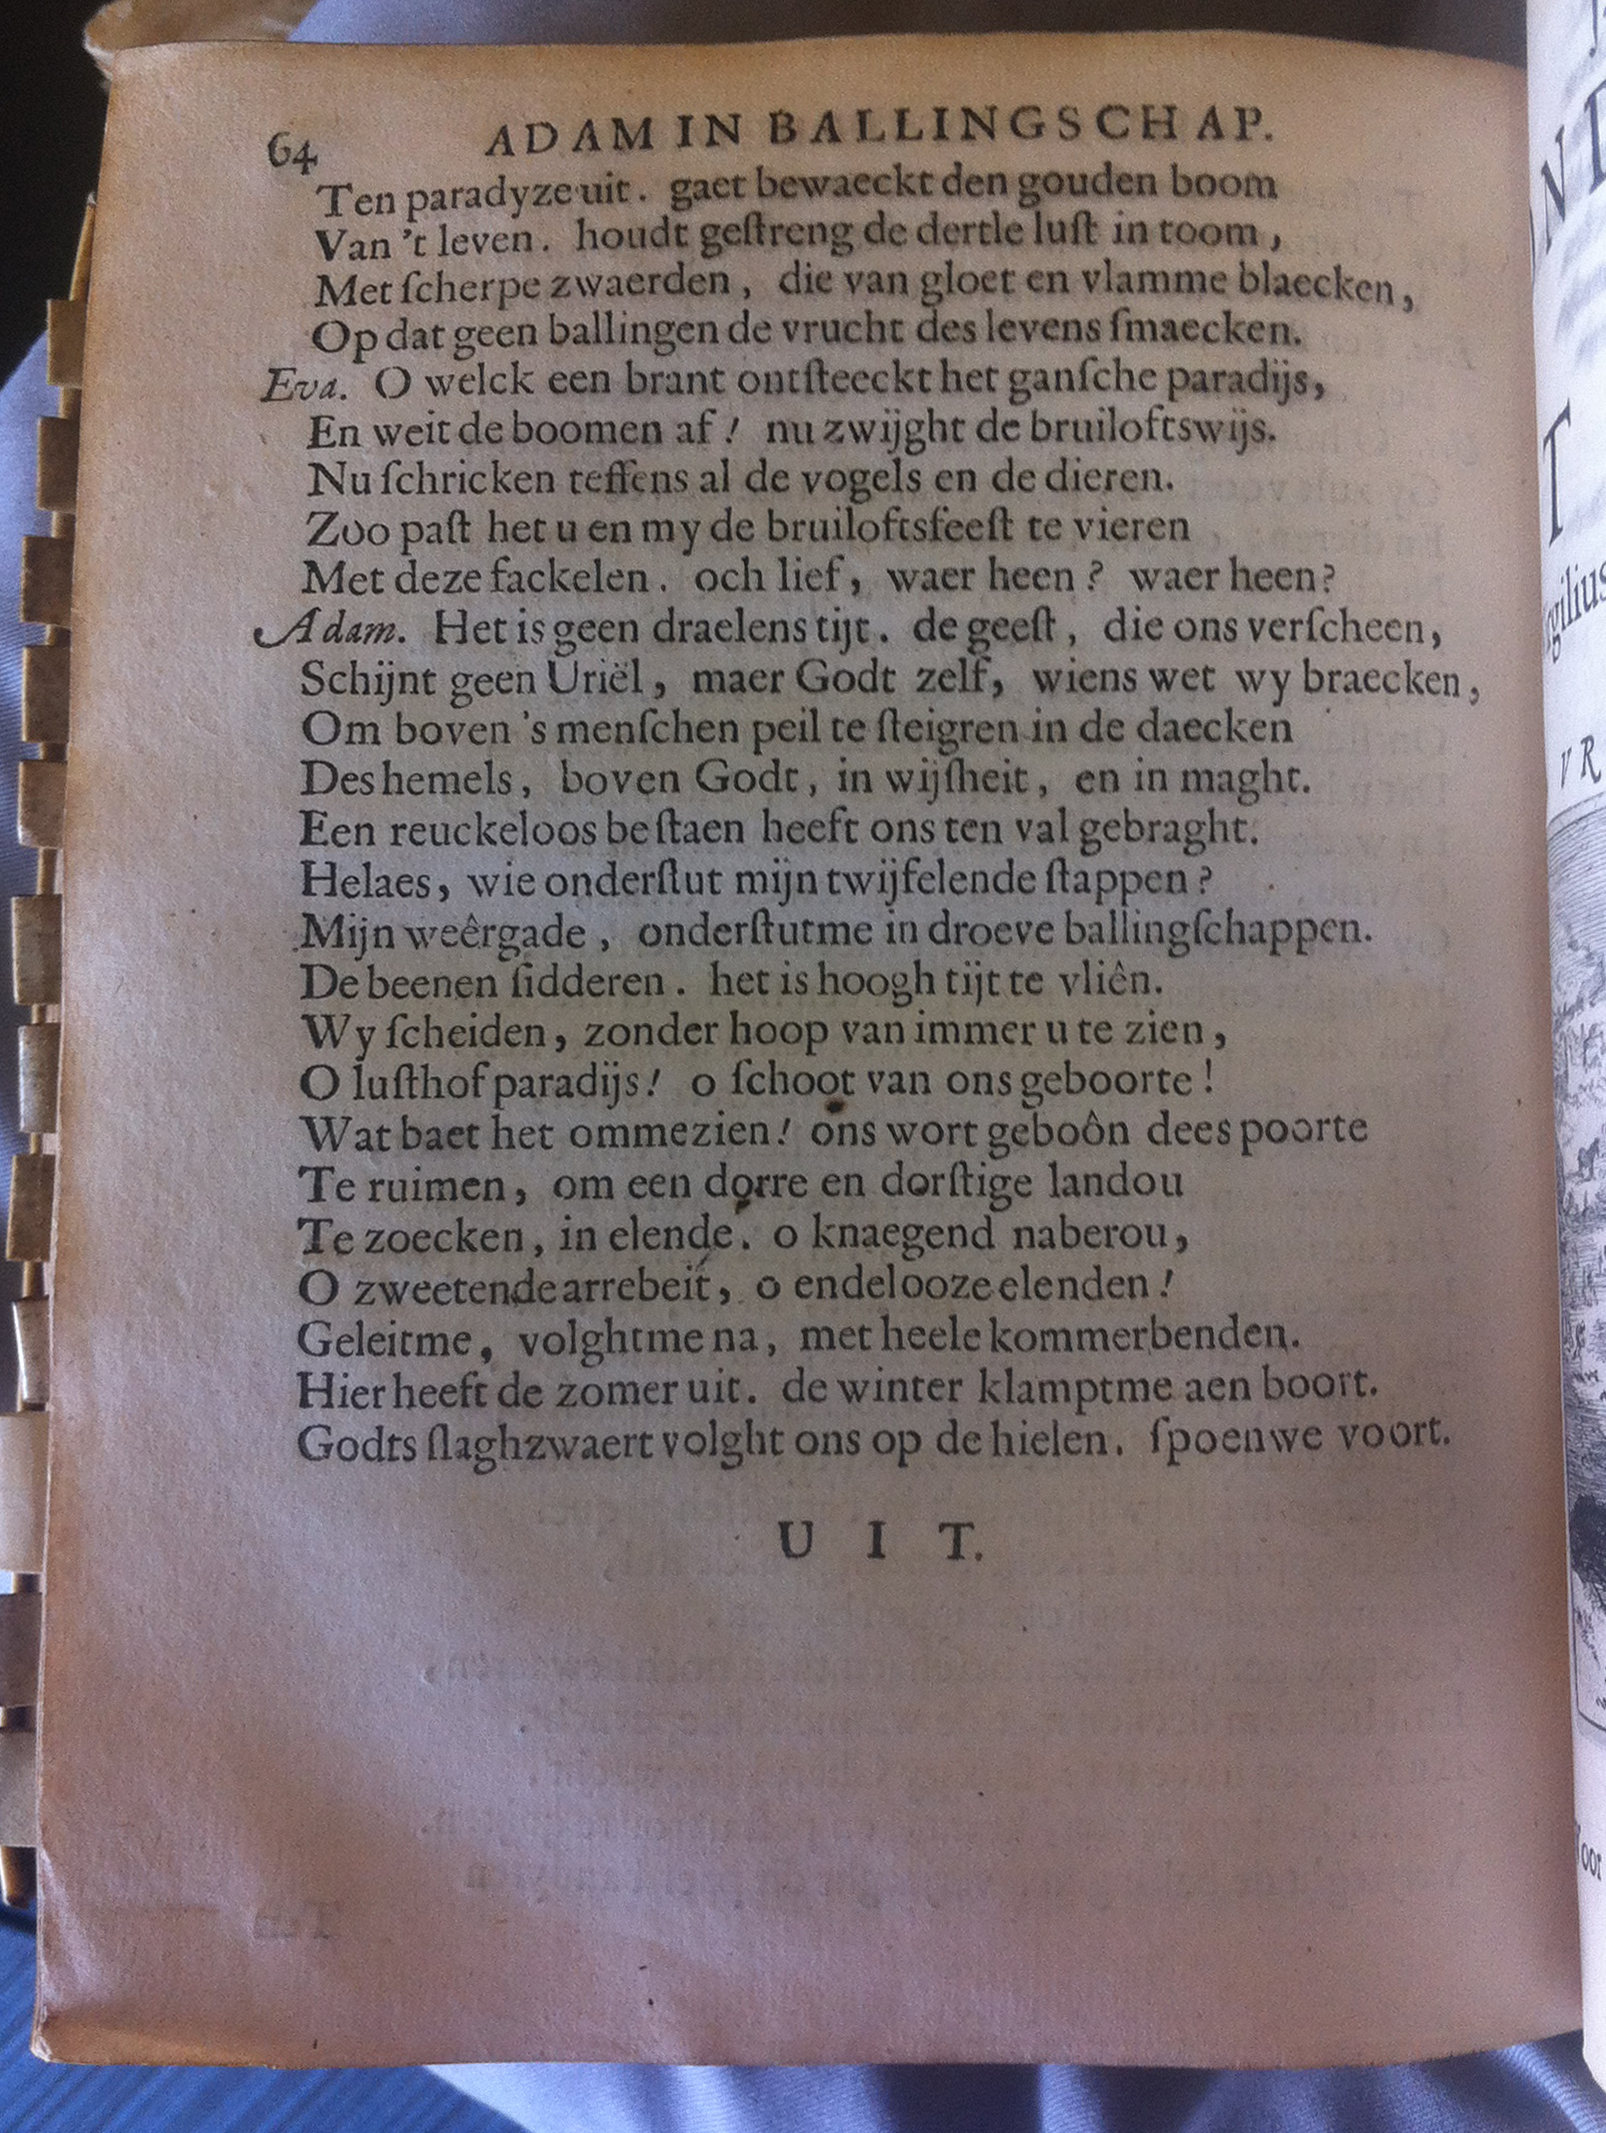 64 ADAM IN BALLINGSCHAP.
Ten paradyze uit. gaet bewaeckt den gouden boom
Van 't leven. houdt geſtreng de dertle luſt in toom,
Met ſcherpe zwaerden, die van gloet en vlamme blaecken,
Op dat geen ballingen de vrucht des levens ſmaecken.
Eva. O welck een brant ontſteeckt het ganſche paradijs,
En weit de boomen af! nu zwijght de bruiloftswijs.
Nu ſchricken teffens al de vogels en de dieren.
Zoo paſt het u en my de bruiloftsfeeſt te vieren
Met deze fackelen. och lief, waer heen? waer heen?
Adam. Het is geen draelens tijt. de geeſt, die ons verſcheen,
Schijnt geen Uriël, maer Godt zelf, wiens wet wy braecken,
Om boven 's menſchen peil te ſteigren in de daecken
Des hemels, boven Godt, in wijſheit, en in maght.
Een reuckeloos beſtaen heeft ons ten val gebraght.
Helaes, wie onderſtut mijn twijfelende ſtappen?
Mijn weêrgade, onderſtutme in droeve ballingſchappen.
De beenen ſidderen. het is hoogh tijt te vliên.
Wy ſcheiden, zonder hoop van immer u te zien,
O luſthof paradijs! o ſchoot van ons geboorte!
Wat baet het ommezien! ons wort geboôn dees poorte
Te ruimen, om een dorre en dorſtige landou
Te zoecken, in elende. o knaegend naberou,
O zweetende arrebeit, o endelooze elenden!
Geleitme, volghtme na, met heele kommerbenden.
Hier heeft de zomer uit. de winter klamptme aen boort.
Godts ſlaghzwaert volght ons op de hielen. ſpoenwe voort.
UIT.